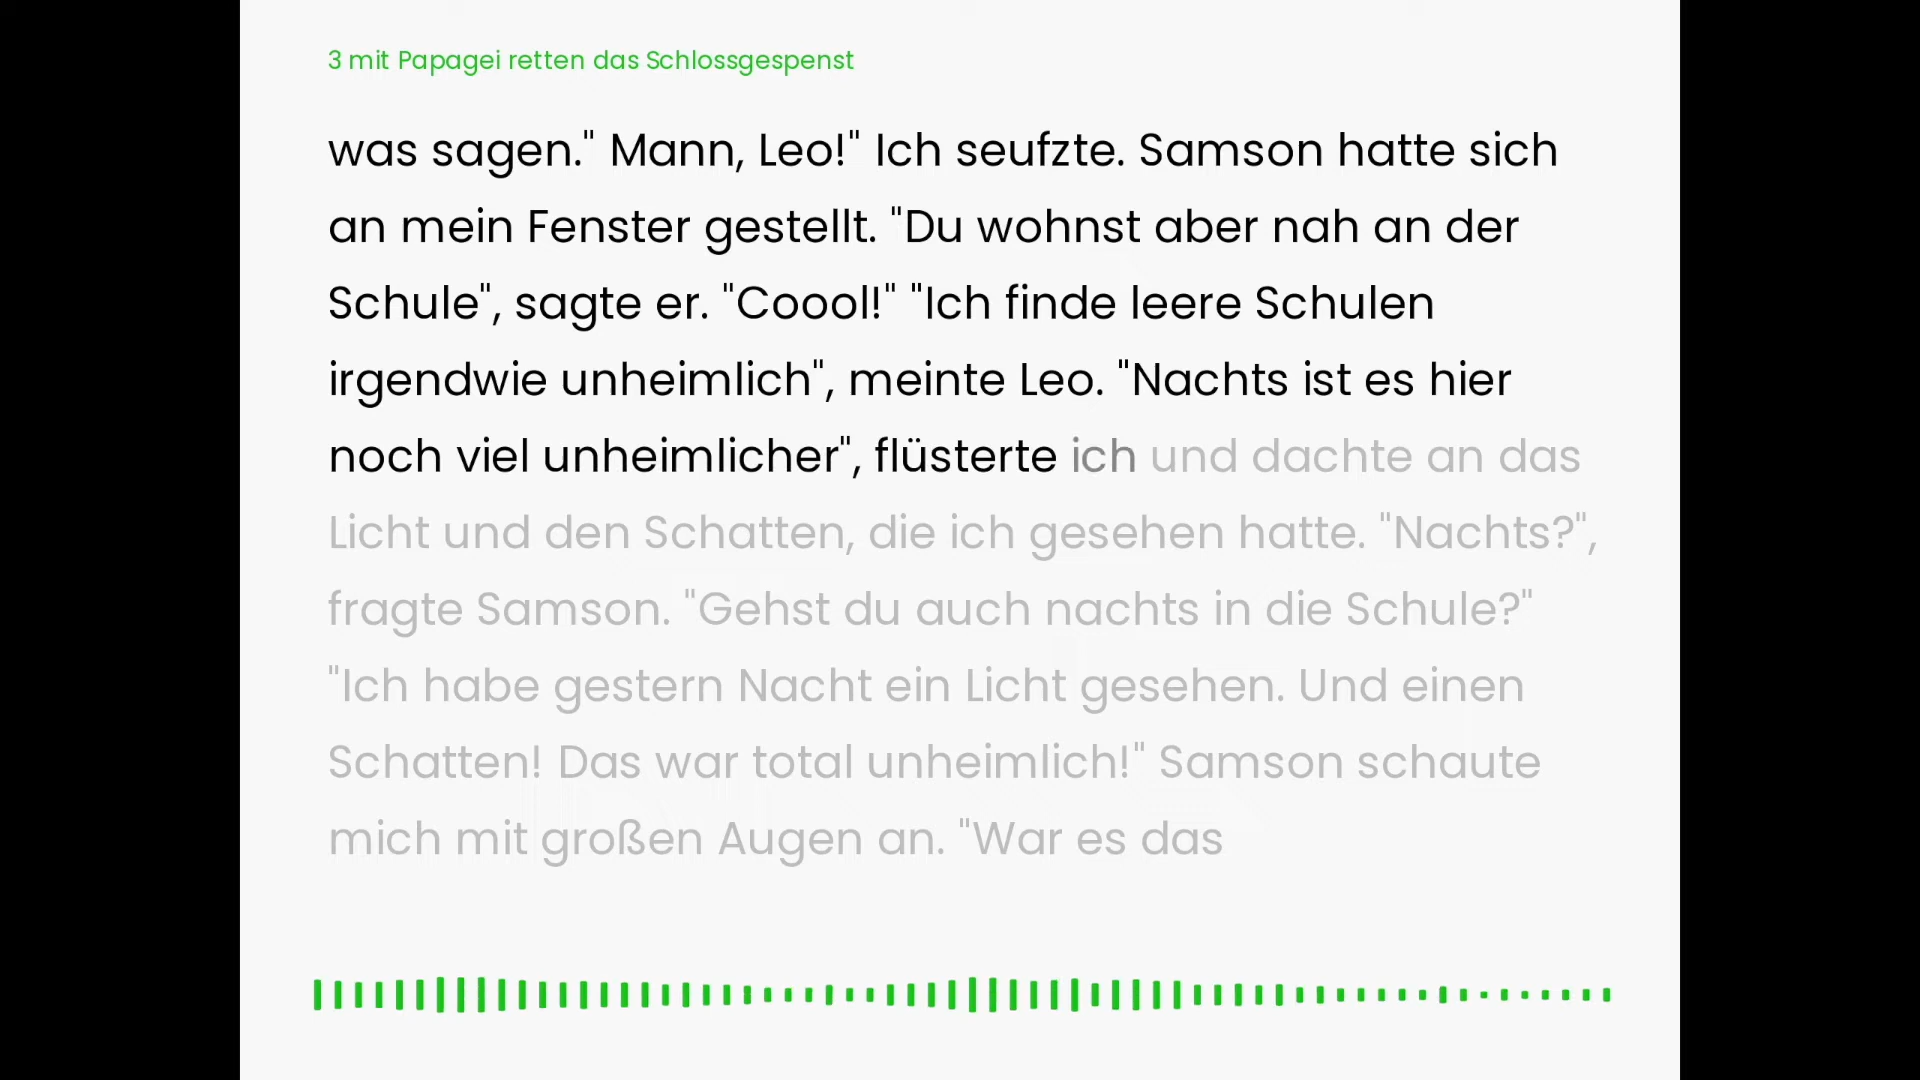 3 mit Papagei retten das Schlossgespenst
was sagen." Mann, Leo!" Ich seufzte. Samson hatte sich
an mein Fenster gestellt. "Du wohnst aber nah an der
Schule", sagte er. "Coool!" "Ich finde leere Schulen
irgendwie unheimlich", meinte Leo. "Nachts ist es hier
noch viel unheimlicher", flüsterte ich und dachte an das
Licht und den Schatten, die ich gesehen hatte. "Nachts?",
fragte Samson. "Gehst du auch nachts in die Schule?"
"Ich habe gestern Nacht ein Licht gesehen. Und einen
Schatten! Das war total unheimlich!" Samson schaute
mich mit großen Augen an. "War es das